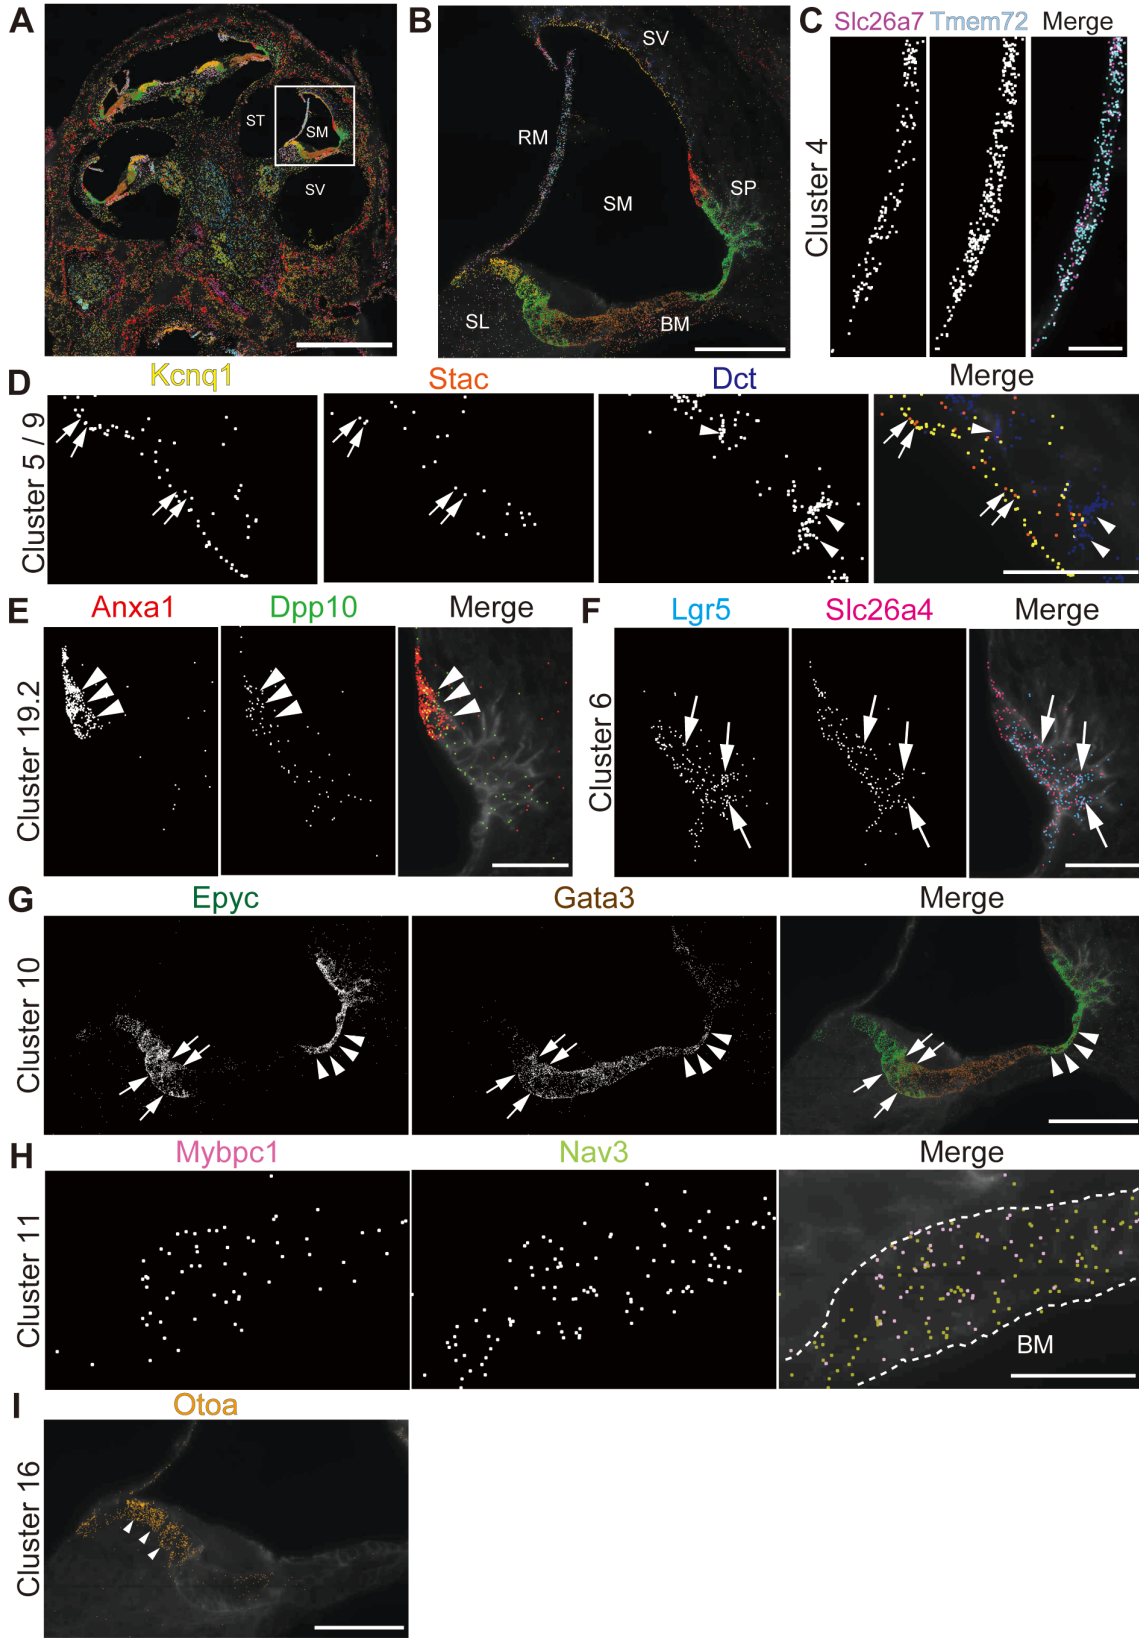 A
ST
SM
SV
B
SV
RM
SP
SM
SL
BM
C
Slc26a7 Tmem72 Merge
Cluster 4
D
Kcnq1 Stac Dct Merge
Cluster 5 / 9
E
Anxa1 Dpp10 Merge
Cluster 19.2
F
Lgr5 Slc26a4 Merge
Cluster 6
G
Epyc Gata3 Merge
Cluster 10
H
Mybpc1 Nav3 Merge
Cluster 11
BM
I
Otoa
Cluster 16